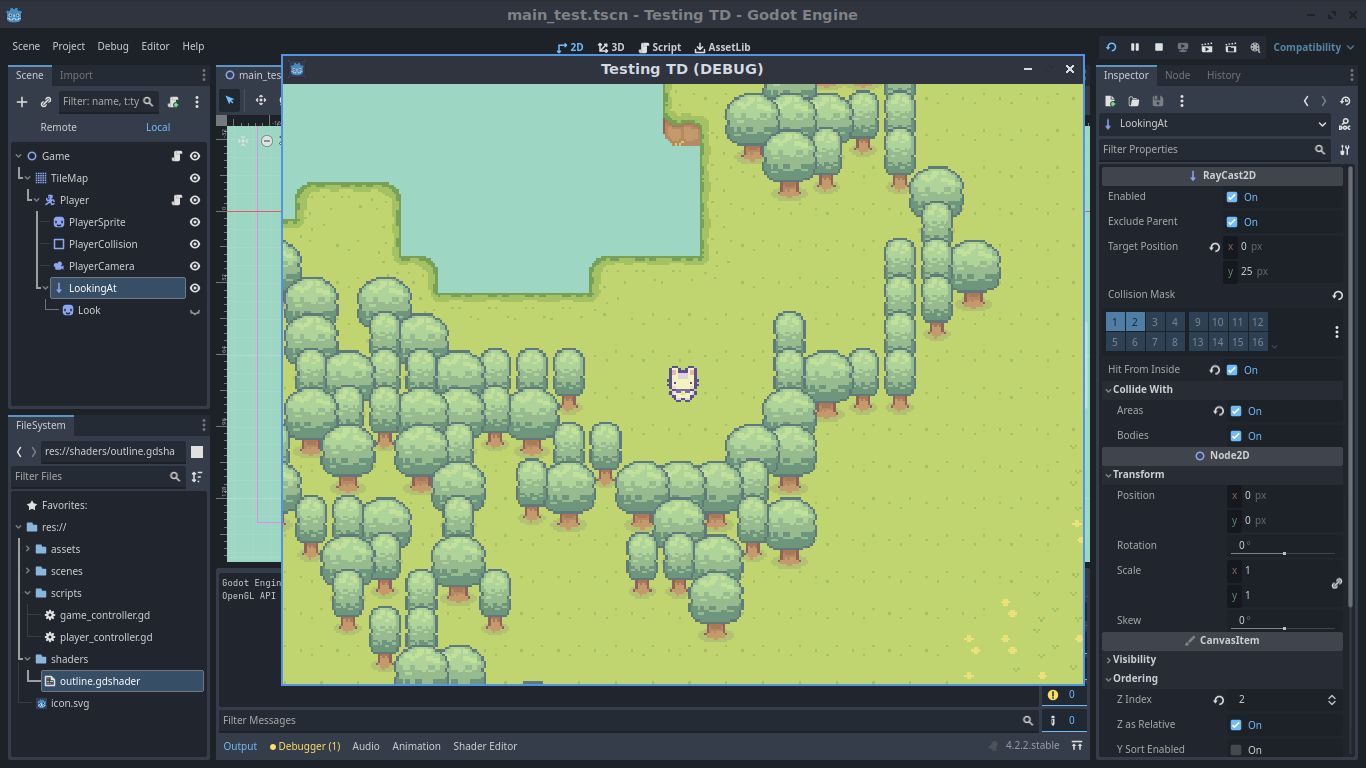 main_test.tscn - Testing TD - Godot Engine
Scene Project Debug Editor Help
2D 3D Script AssetLib
Compatibility
Scene Import
Filter: name, t:ty
Remote Local
Game
TileMap
Player
PlayerSprite
PlayerCollision
PlayerCamera
LookingAt
Look
FileSystem
res://shaders/outline.gdsha
Filter Files
Favorites:
res://
assets
scenes
scripts
game_controller.gd
player_controller.gd
shaders
outline.gdshader
icon.svg
main_tes
Testing TD (DEBUG)
Godot Engin
OpenGL API
0
Filter Messages
0
Output Debugger (1) Audio Animation Shader Editor
4.2.2.stable
Inspector Node History
LookingAt
Filter Properties
RayCast2D
Enabled On
Exclude Parent On
Target Position x 0 px
y 25 px
Collision Mask
1 2 3 4 9 10 11 12
5 6 7 8 13 14 15 16
Hit From Inside On
Collide With
Areas On
Bodies On
Node2D
Transform
Position x 0 px
y 0 px
Rotation 0 °
Scale x 1
y 1
Skew 0 °
CanvasItem
Visibility
Ordering
Z Index 2
Z as Relative On
Y Sort Enabled On